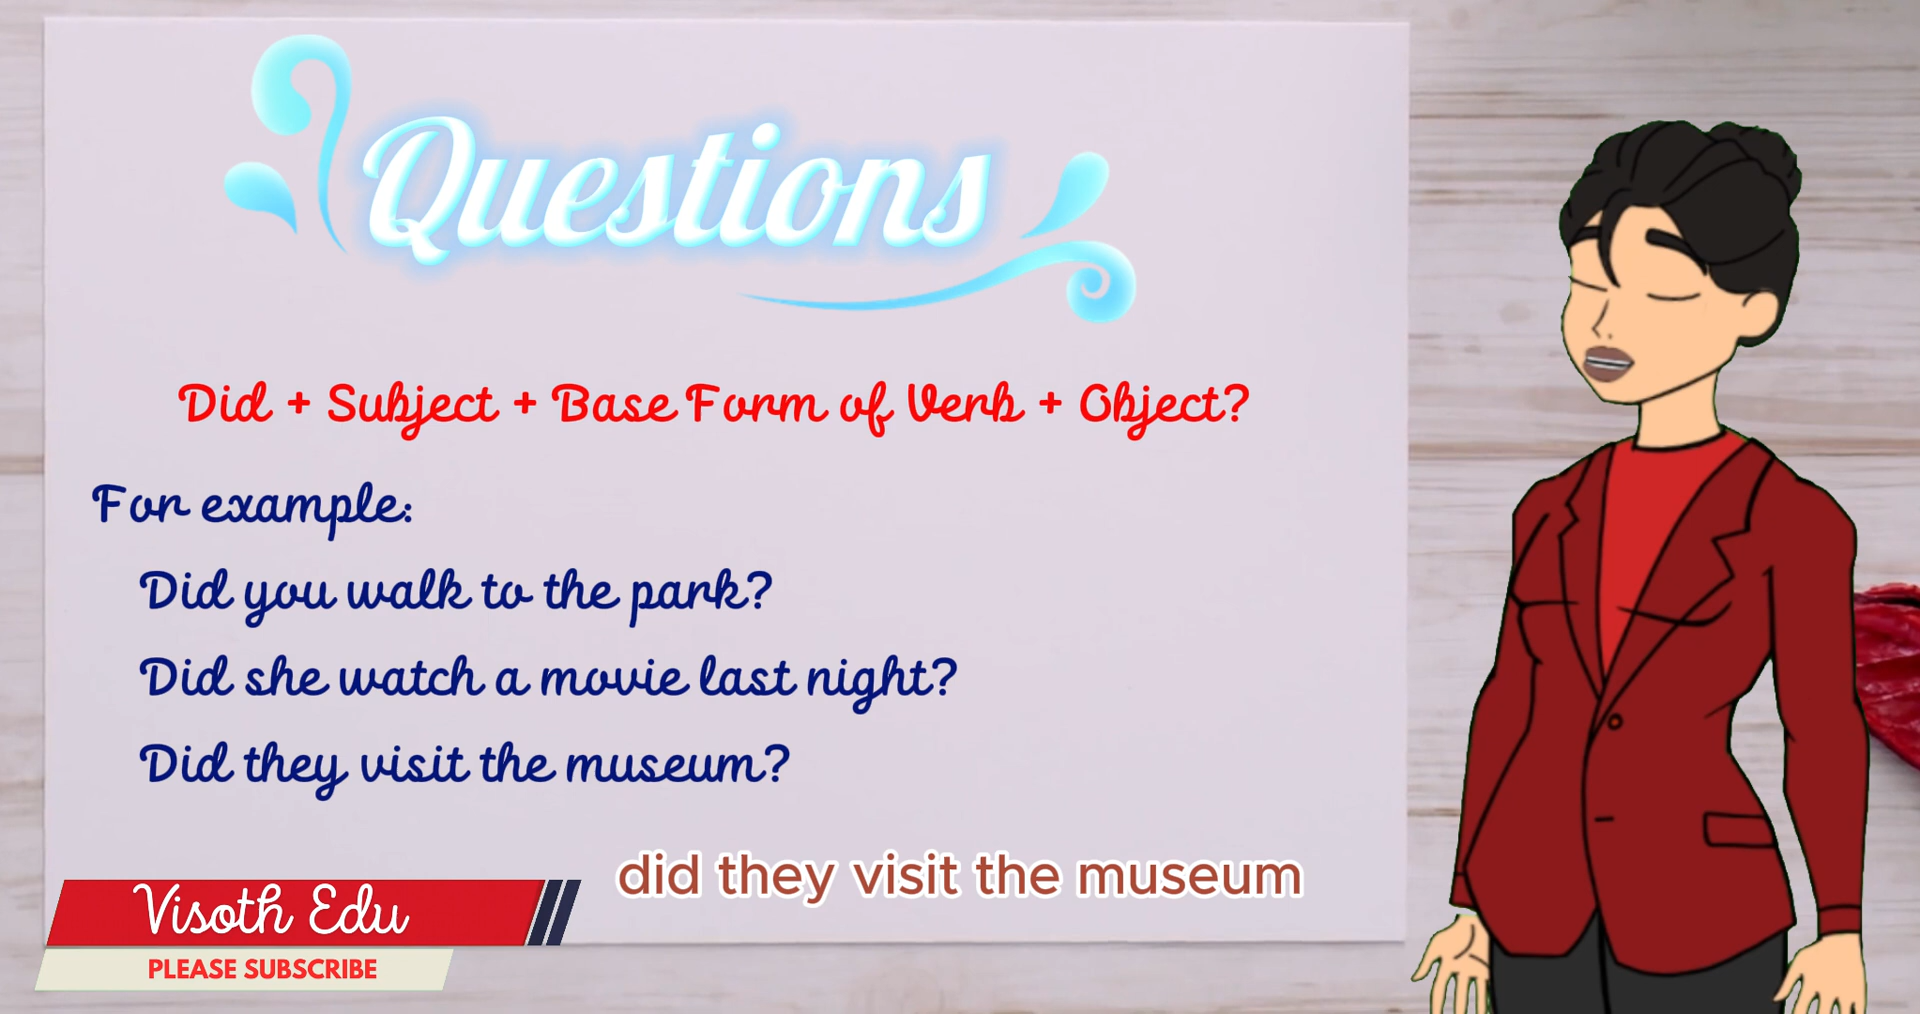 Questions
Did + Subject + Base Form of Verb + Object?
For example:
Did you walk to the park?
Did she watch a movie last night?
Did they visit the museum?
did they visit the museum
Visoth Edu
PLEASE SUBSCRIBE